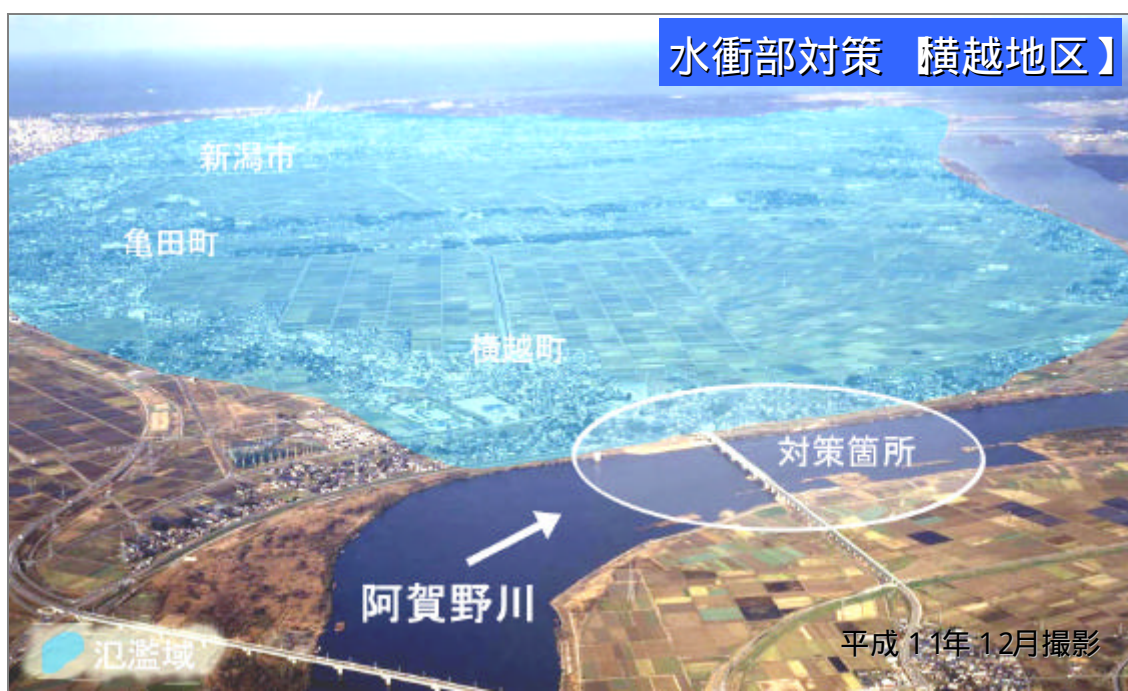 水衝部対策 【横越地区】
新潟市
亀田町
横越町
対策箇所
阿賀野川
氾濫域
平成11年12月撮影